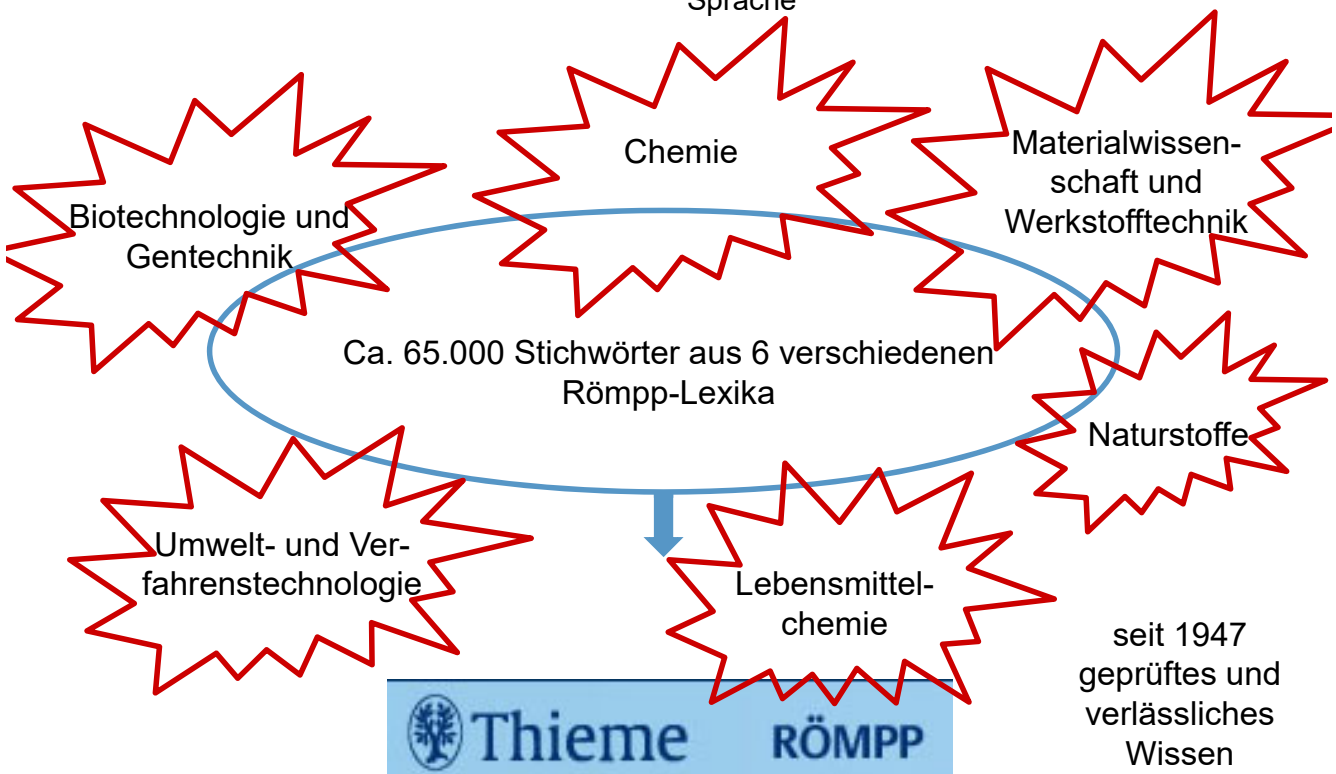 Sprache
Chemie
Materialwissen-
schaft und
Werkstofftechnik
Biotechnologie und
Gentechnik
Ca. 65.000 Stichwörter aus 6 verschiedenen
Römpp-Lexika
Naturstoffe
Umwelt- und Ver-
fahrenstechnologie
Lebensmittel-
chemie
seit 1947
geprüftes und
verlässliches
Wissen
Thieme RÖMPP